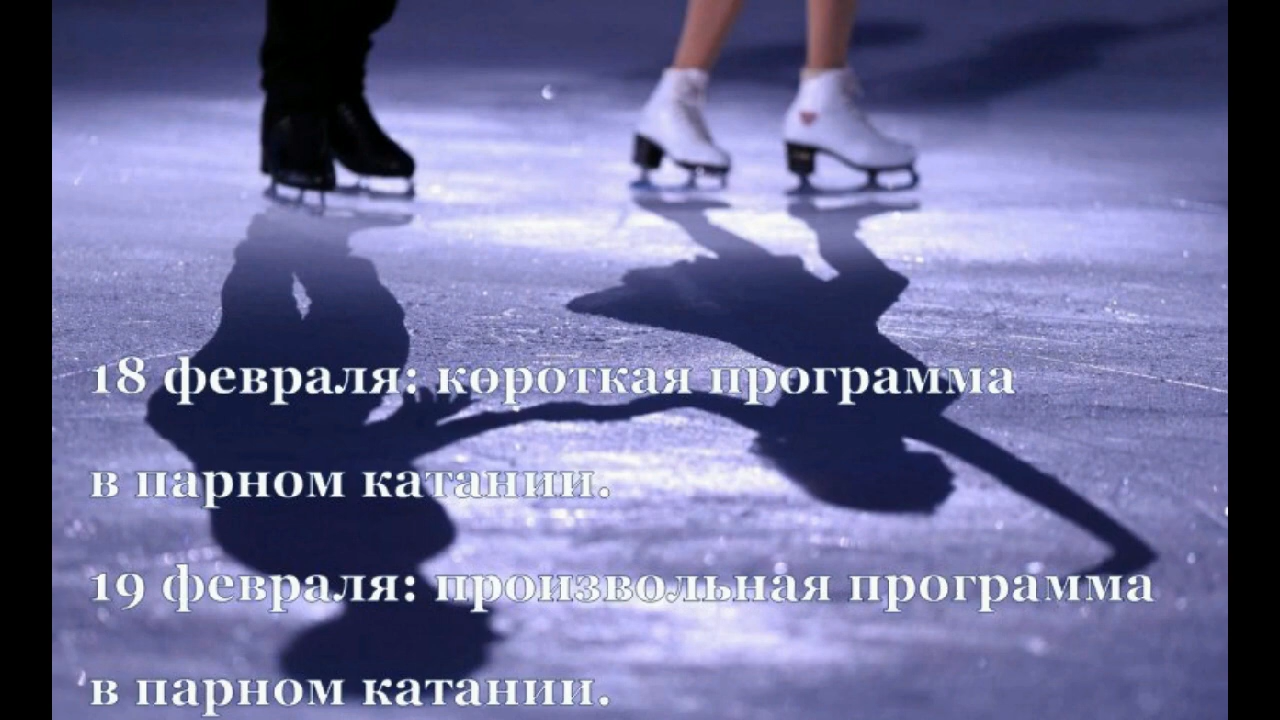 18 февраля: короткая программа
в парном катании.
19 февраля: произвольная программа
в парном катании.